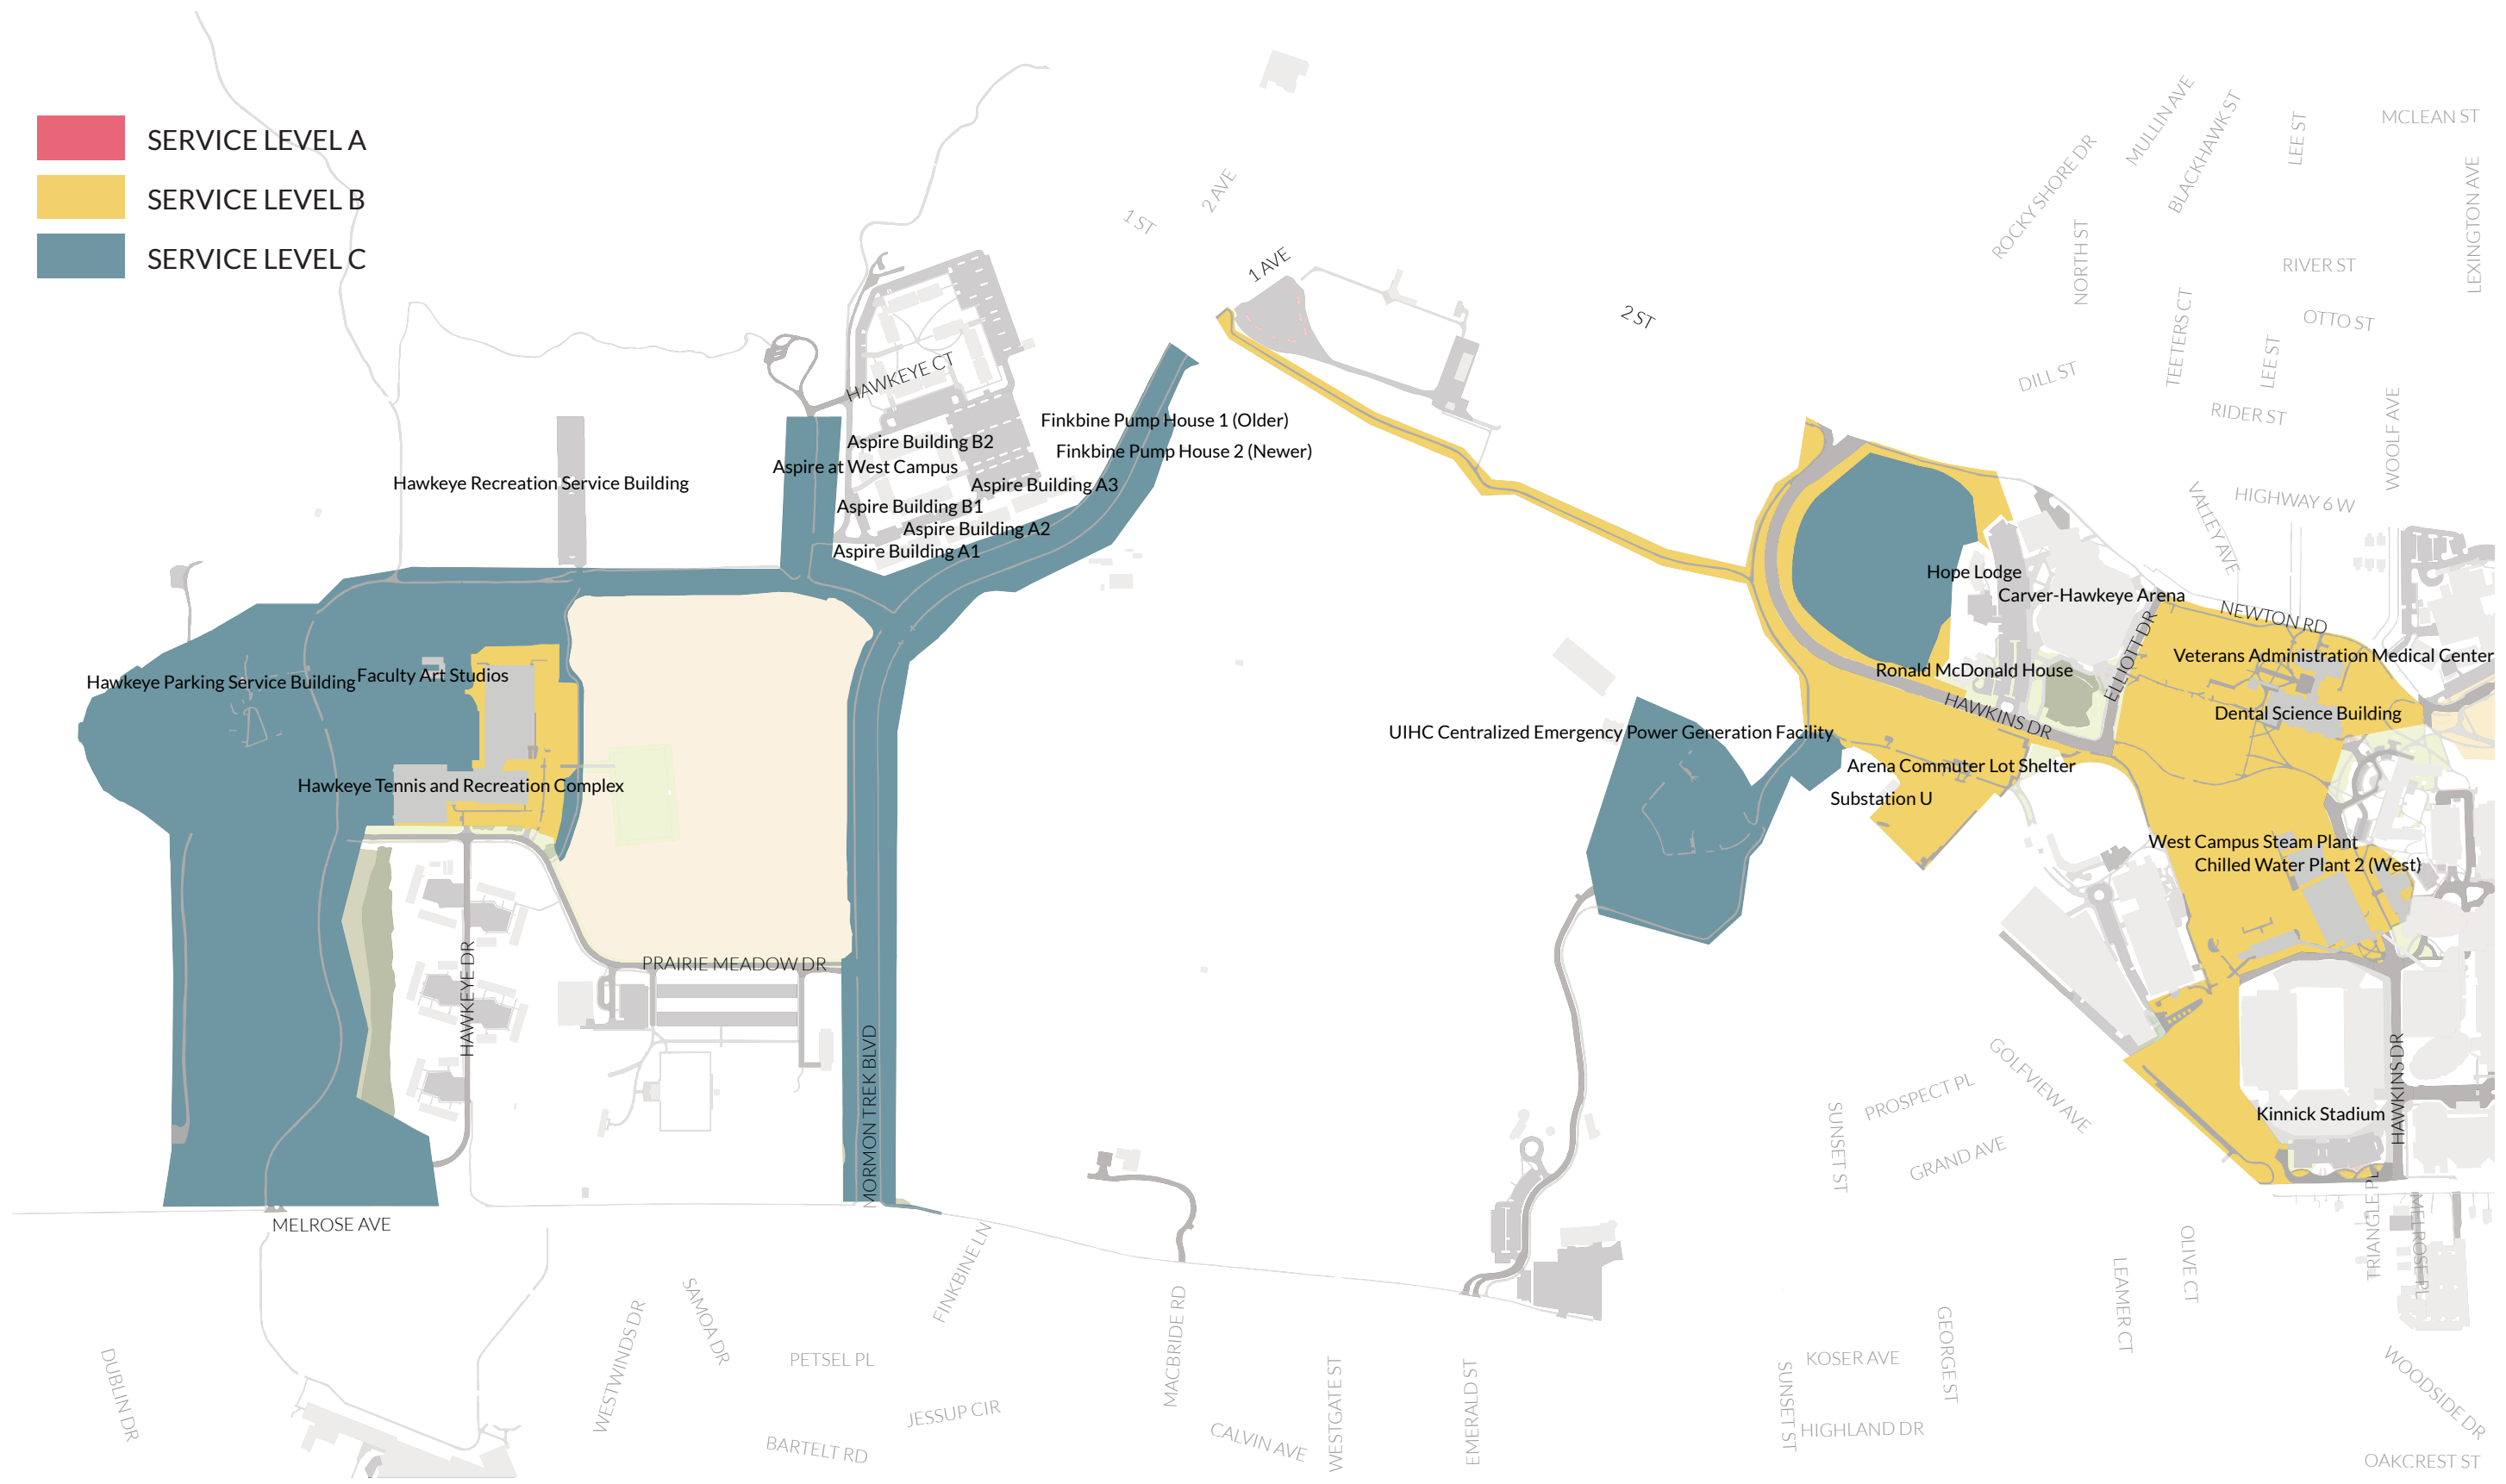 SERVICE LEVEL A
SERVICE LEVEL B
SERVICE LEVEL C
1 ST
2 AVE
1 AVE
2 ST
ROCKY SHORE DR
MULLIN AVE
BLACKHAWK ST
LEE ST
MCLEAN ST
LEXINGTON AVE
NORTH ST
RIVER ST
TEETERS CT
OTTO ST
LEE ST
DILL ST
RIDER ST
WOOLF AVE
HIGHWAY 6 W
VALLEY AVE
HAWKEYE CT
Finkbine Pump House 1 (Older)
Aspire Building B2
Finkbine Pump House 2 (Newer)
Aspire at West Campus
Hawkeye Recreation Service Building
Aspire Building A3
Aspire Building B1
Aspire Building A2
Aspire Building A1
Hope Lodge
Carver-Hawkeye Arena
NEWTON RD
ELLIOTT DR
Veterans Administration Medical Center
Ronald McDonald House
Faculty Art Studios
Hawkeye Parking Service Building
HAWKINS DR
Dental Science Building
UIHC Centralized Emergency Power Generation Facility
Arena Commuter Lot Shelter
Hawkeye Tennis and Recreation Complex
Substation U
West Campus Steam Plant
Chilled Water Plant 2 (West)
PRAIRIE MEADOW DR
HAWKEYE DR
MORMON TREK BLVD
GOLFVIEW AVE
PROSPECT PL
HAWKINS DR
Kinnick Stadium
SUNSET ST
GRAND AVE
MELROSE AVE
TRIANGLE PL
MELROSE PL
OLIVE CT
FINKBINE LN
LEAMER CT
SAMOA DR
WESTWINDS DR
MACBRIDE RD
GEORGE ST
DUBLIN DR
PETSEL PL
KOSER AVE
WOODSIDE DR
WESTGATE ST
EMERALD ST
SUNSET ST
JESSUP CIR
HIGHLAND DR
CALVIN AVE
BARTELT RD
OAKCREST ST